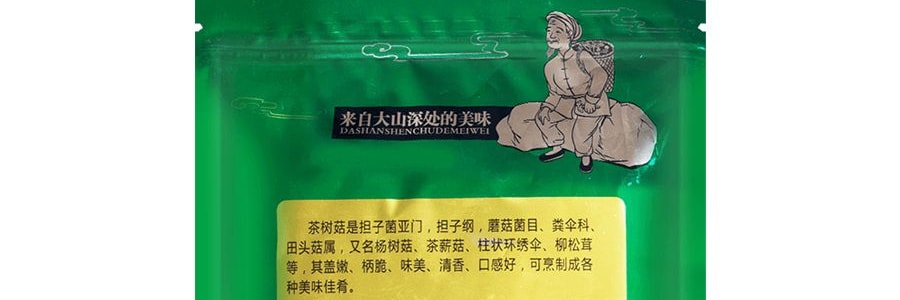 来自大山深处的美味
DASHANSHENCHUDEMEIWEI
茶树菇是担子菌亚门，担子纲，蘑菇菌目、粪伞科、
田头菇属，又名杨树菇、茶薪菇、柱状环绣伞、柳松茸
等，其盖嫩、柄脆、味美、清香、口感好，可烹制成各
种美味佳肴。